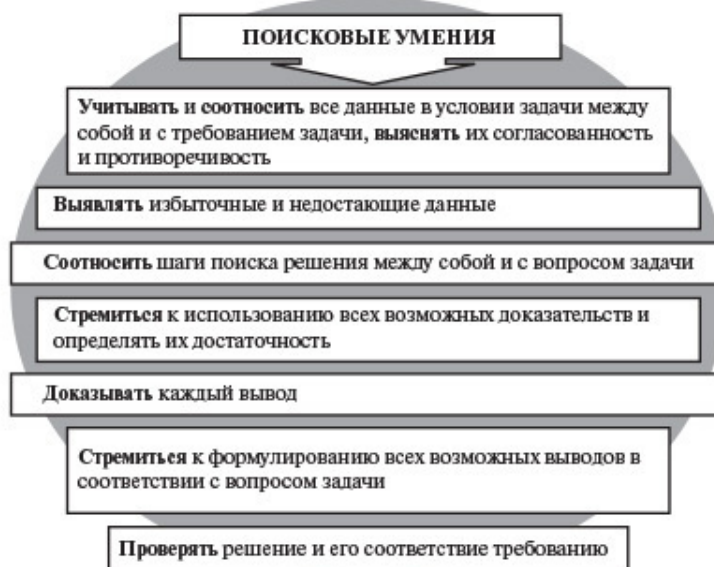 ПОИСКОВЫЕ УМЕНИЯ
Учитывать и соотносить все данные в условии задачи между
собой и с требованием задачи, выяснять их согласованность
и противоречивость
Выявлять избыточные и недостающие данные
Соотносить шаги поиска решения между собой и с вопросом задачи
Стремиться к использованию всех возможных доказательств и
определять их достаточность
Доказывать каждый вывод
Стремиться к формулированию всех возможных выводов в
соответствии с вопросом задачи
Проверять решение и его соответствие требованию